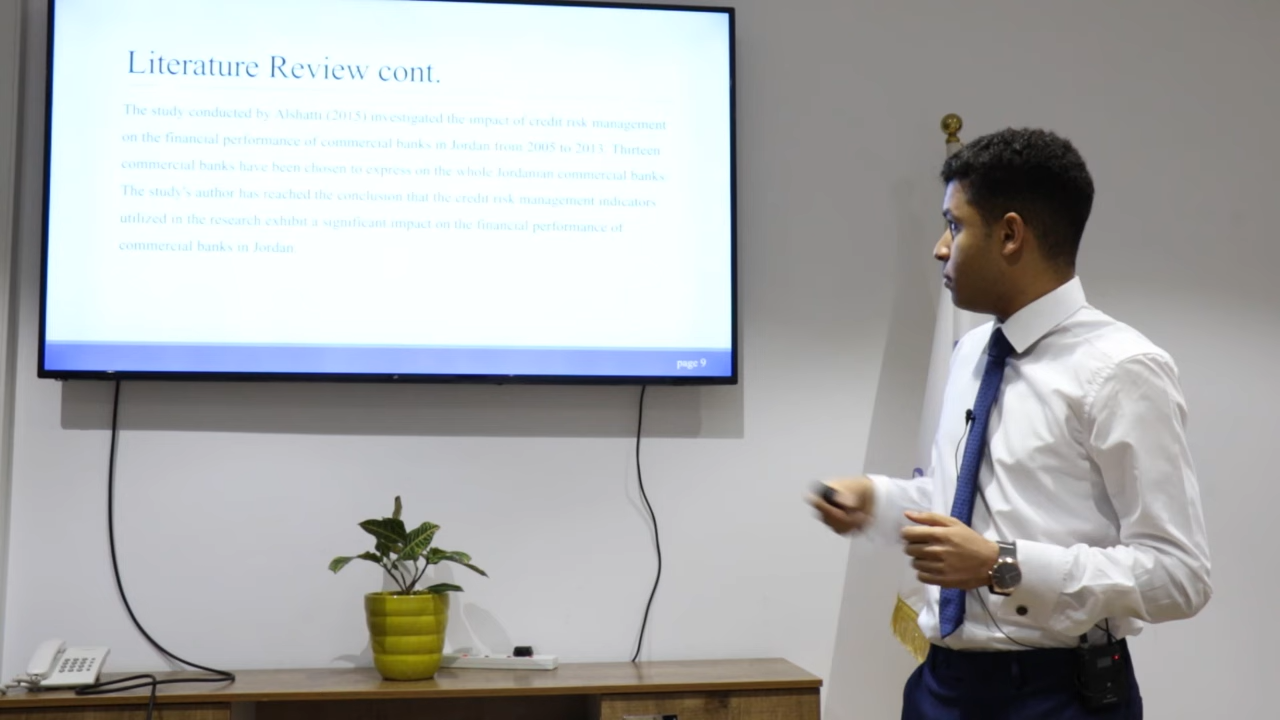 Literature Review cont.
The study conducted by Alshatti (2015) investigated the impact of credit risk management
on the financial performance of commercial banks in Jordan from 2005 to 2013. Thirteen
commercial banks have been chosen to express on the whole Jordanian commercial banks.
The study's author has reached the conclusion that the credit risk management indicators
utilized in the research exhibit a significant impact on the financial performance of
commercial banks in Jordan.
page 9